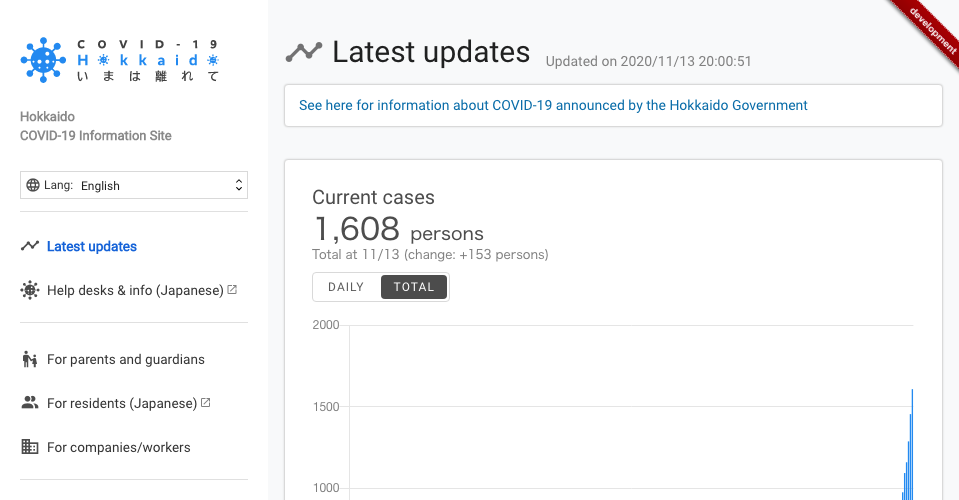 COVID-19
Hokkaido
いまは離れて
Hokkaido
COVID-19 Information Site
Lang: English
Latest updates
Help desks & info (Japanese)
For parents and guardians
For residents (Japanese)
For companies/workers
development
Latest updates Updated on 2020/11/13 20:00:51
See here for information about COVID-19 announced by the Hokkaido Government
Current cases
1,608 persons
Total at 11/13 (change: +153 persons)
DAILY TOTAL
2000
1500
1000